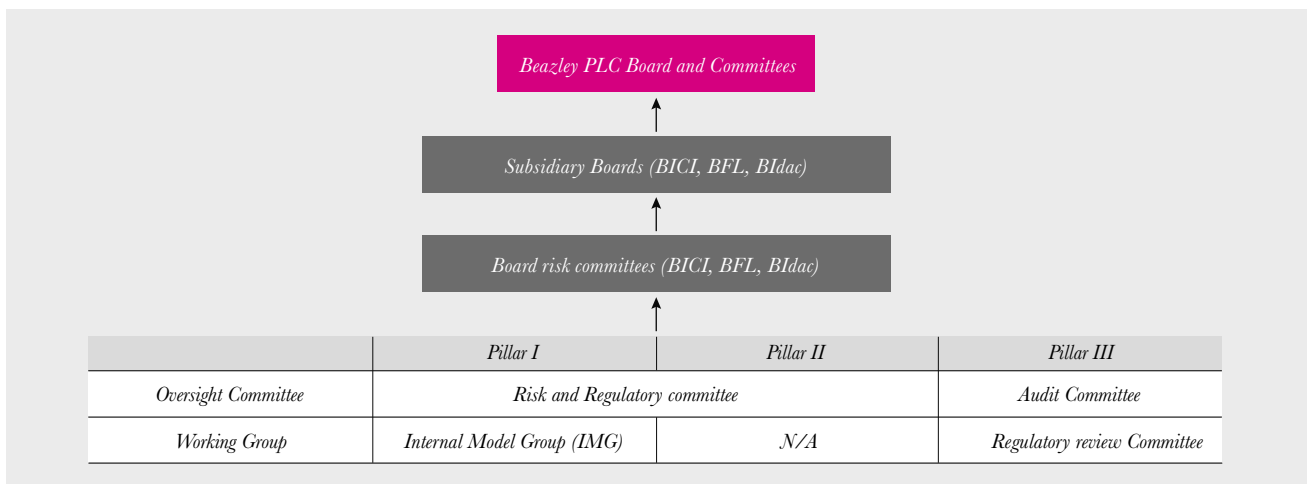 Beazley PLC Board and Committees
Subsidiary Boards (BICI, BFL, BIdac)
Board risk committees (BICI, BFL, BIdac)
Pillar I Pillar II Pillar III
Oversight Committee Risk and Regulatory committee Audit Committee
Working Group Internal Model Group (IMG) N/A Regulatory review Committee